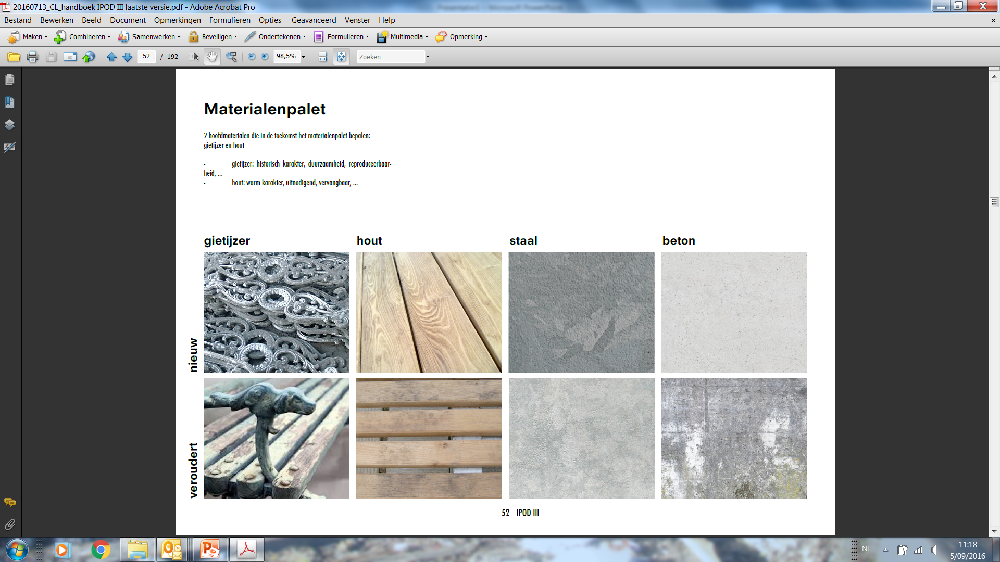 20160713_CL_handboek IPOD III laatste versie.pdf - Adobe Acrobat Pro
Bestand Bewerken Beeld Document Opmerkingen Formulieren Opties Geavanceerd Venster Help
Maken Combineren Samenwerken Beveiligen Ondertekenen Formulieren Multimedia Opmerking
52 / 192 98,5% Zoeken
Materialenpalet
2 hoofdmaterialen die in de toekomst het materialenpalet bepalen:
gietijzer en hout
- gietijzer: historisch karakter, duurzaamheid, reproduceerbaar-
heid, ...
- hout: warm karakter, uitnodigend, vervangbaar, ...
gietijzer hout staal beton
nieuw
veroudert
52 IPOD III
NL
11:18
5/09/2016